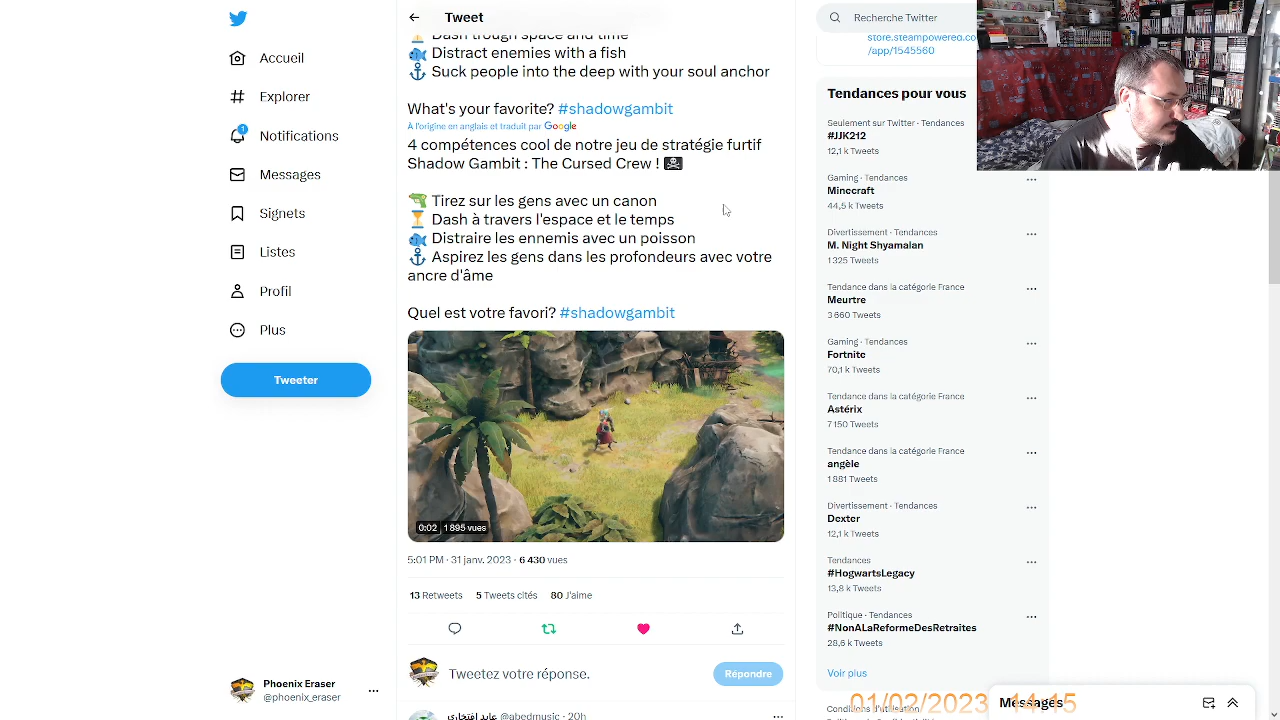 Accueil
Explorer
1
Notifications
Messages
Signets
Listes
Profil
Plus
Tweeter
Phoenix Eraser
@phoenix_eraser
Tweet
Dash trough space and time
Distract enemies with a fish
Suck people into the deep with your soul anchor
What's your favorite? #shadowgambit
À l'origine en anglais et traduit par Google
4 compétences cool de notre jeu de stratégie furtif
Shadow Gambit : The Cursed Crew !
Tirez sur les gens avec un canon
Dash à travers l'espace et le temps
Distraire les ennemis avec un poisson
Aspirez les gens dans les profondeurs avec votre
ancre d'âme
Quel est votre favori? #shadowgambit
0:02 1 895 vues
5:01 PM · 31 janv. 2023 · 6 430 vues
13 Retweets 5 Tweets cités 80 J'aime
Tweetez votre réponse.
Répondre
@abedmusic · 20h
Recherche Twitter
store.steampowered.co
/app/1545560
Tendances pour vous
Seulement sur Twitter · Tendances
#JJK212
12,1 k Tweets
Gaming · Tendances
Minecraft
44,5 k Tweets
Divertissement · Tendances
M. Night Shyamalan
1 325 Tweets
Tendance dans la catégorie France
Meurtre
3 660 Tweets
Gaming · Tendances
Fortnite
70,1 k Tweets
Tendance dans la catégorie France
Astérix
7 150 Tweets
Tendance dans la catégorie France
angèle
1 881 Tweets
Divertissement · Tendances
Dexter
12,1 k Tweets
Tendances
#HogwartsLegacy
13,8 k Tweets
Politique · Tendances
#NonALaReformeDesRetraites
28,6 k Tweets
Voir plus
Conditions d'utilisation
01/02/2023 14:15
Messages